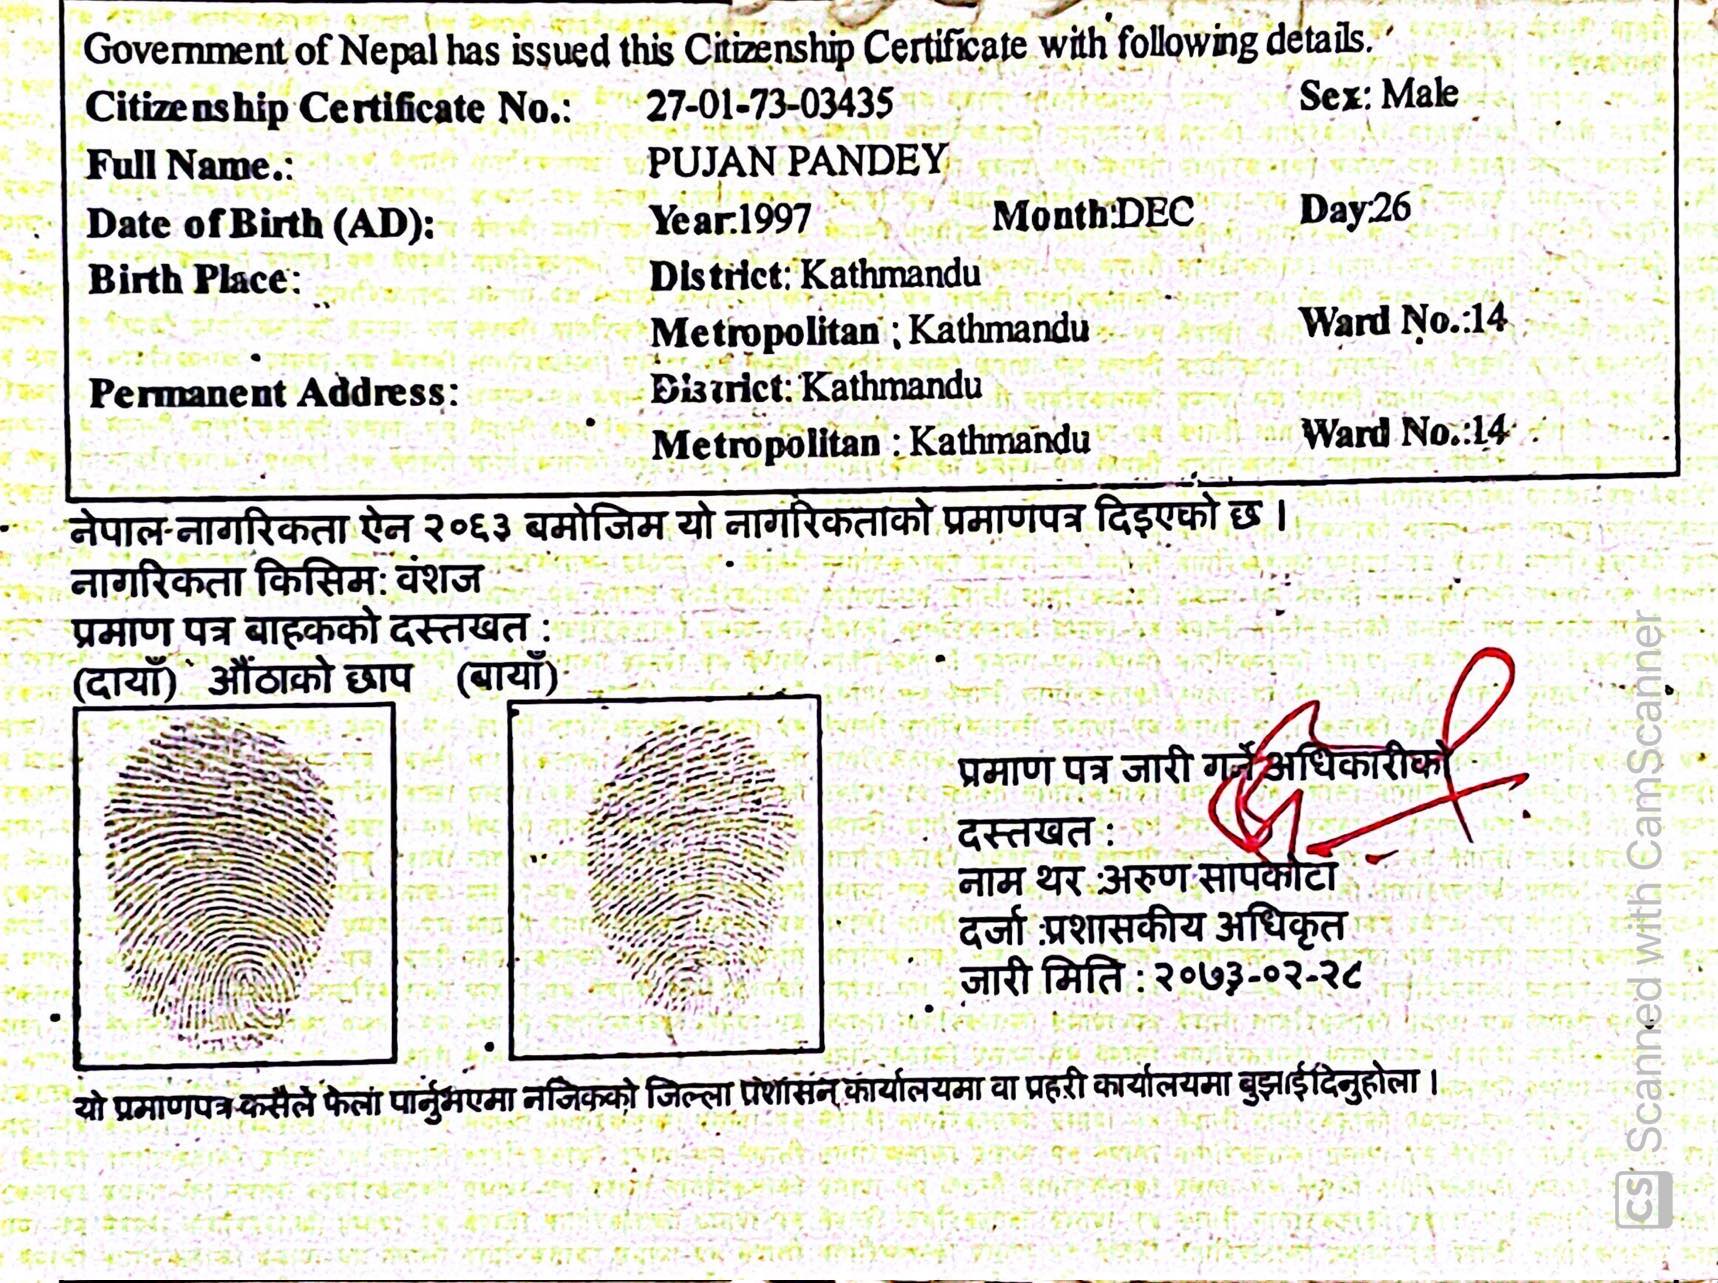 Government of Nepal has issued this Citizenship Certificate with following details.
Citizenship Certificate No.: 27-01-73-03435 Sex: Male
Full Name.: PUJAN PANDEY
Date of Birth (AD): Year:1997 Month:DEC Day:26
Birth Place: District: Kathmandu
Metropolitan : Kathmandu Ward No.:14
Permanent Address: District: Kathmandu
Metropolitan : Kathmandu Ward No.:14
नेपाल नागरिकता ऐन २०६३ बमोजिम यो नागरिकताको प्रमाणपत्र दिइएको छ ।
नागरिकता किसिम: वंशज
प्रमाण पत्र बाहकको दस्तखत :
(दायाँ) औंठाको छाप (बायाँ)
प्रमाण पत्र जारी गर्ने अधिकारीको
दस्तखत :
नाम थर :अरुण सापकोटा
दर्जा :प्रशासकीय अधिकृत
जारी मिति : २०७३-०२-२८
यो प्रमाणपत्र कसैले फेला पार्नुभएमा नजिकको जिल्ला प्रशासन कार्यालयमा वा प्रहरी कार्यालयमा बुझाईदिनुहोला ।
CS Scanned with CamScanner